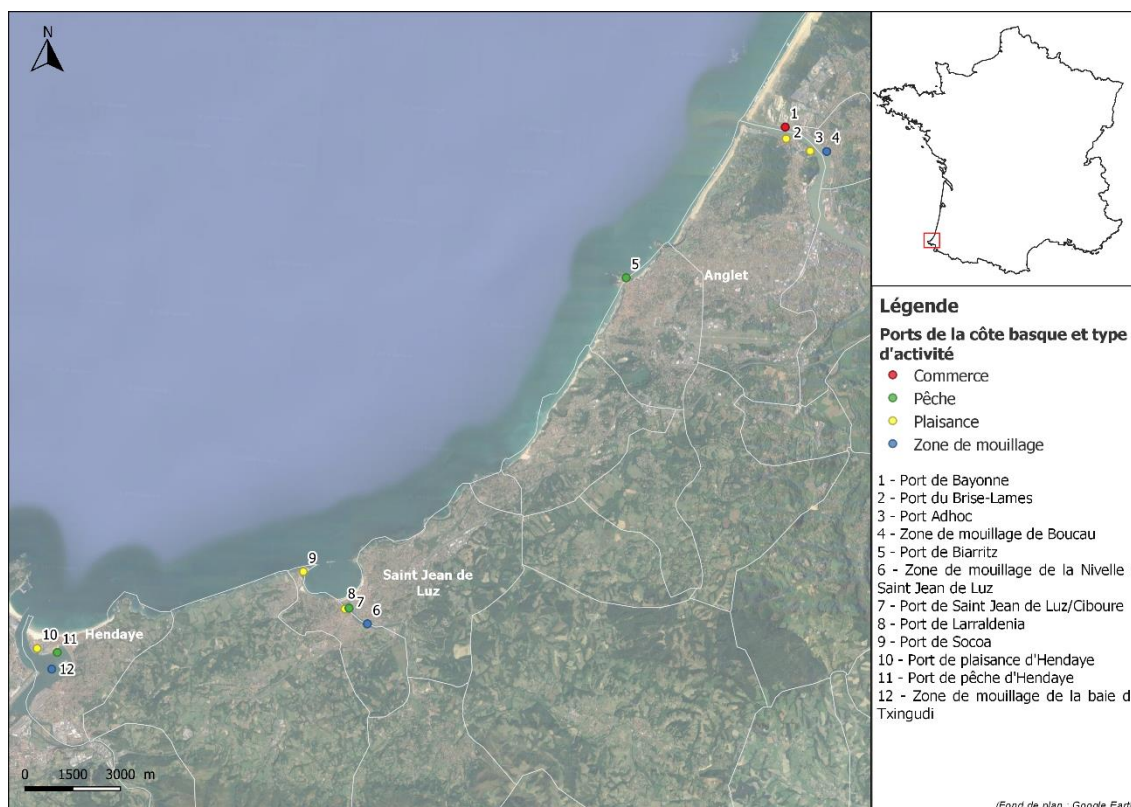 N
1
2
3
4
5
Anglet
9
Saint Jean de
Luz
8
7
6
Hendaye
10
11
12
0 1500 3000 m
Légende
Ports de la côte basque et type
d'activité
Commerce
Pêche
Plaisance
Zone de mouillage
1 - Port de Bayonne
2 - Port du Brise-Lames
3 - Port Adhoc
4 - Zone de mouillage de Boucau
5 - Port de Biarritz
6 - Zone de mouillage de la Nivelle
Saint Jean de Luz
7 - Port de Saint Jean de Luz/Ciboure
8 - Port de Larraldenia
9 - Port de Socoa
10 - Port de plaisance d'Hendaye
11 - Port de pêche d'Hendaye
12 - Zone de mouillage de la baie d
Txingudi
(Fond de plan : Google Eart